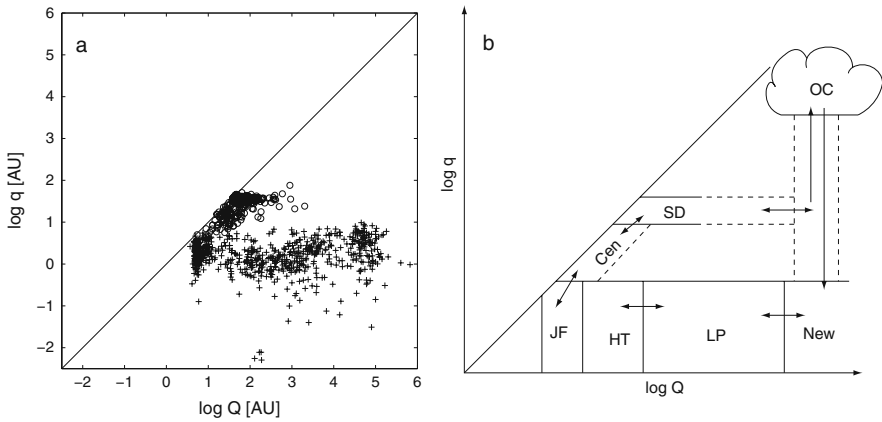 a
6
5
4
3
2
1
0
−1
−2
log q [AU]
−2 −1 0 1 2 3 4 5 6
log Q [AU]
b
OC
SD
Cen
JF
HT
LP
New
log q
log Q